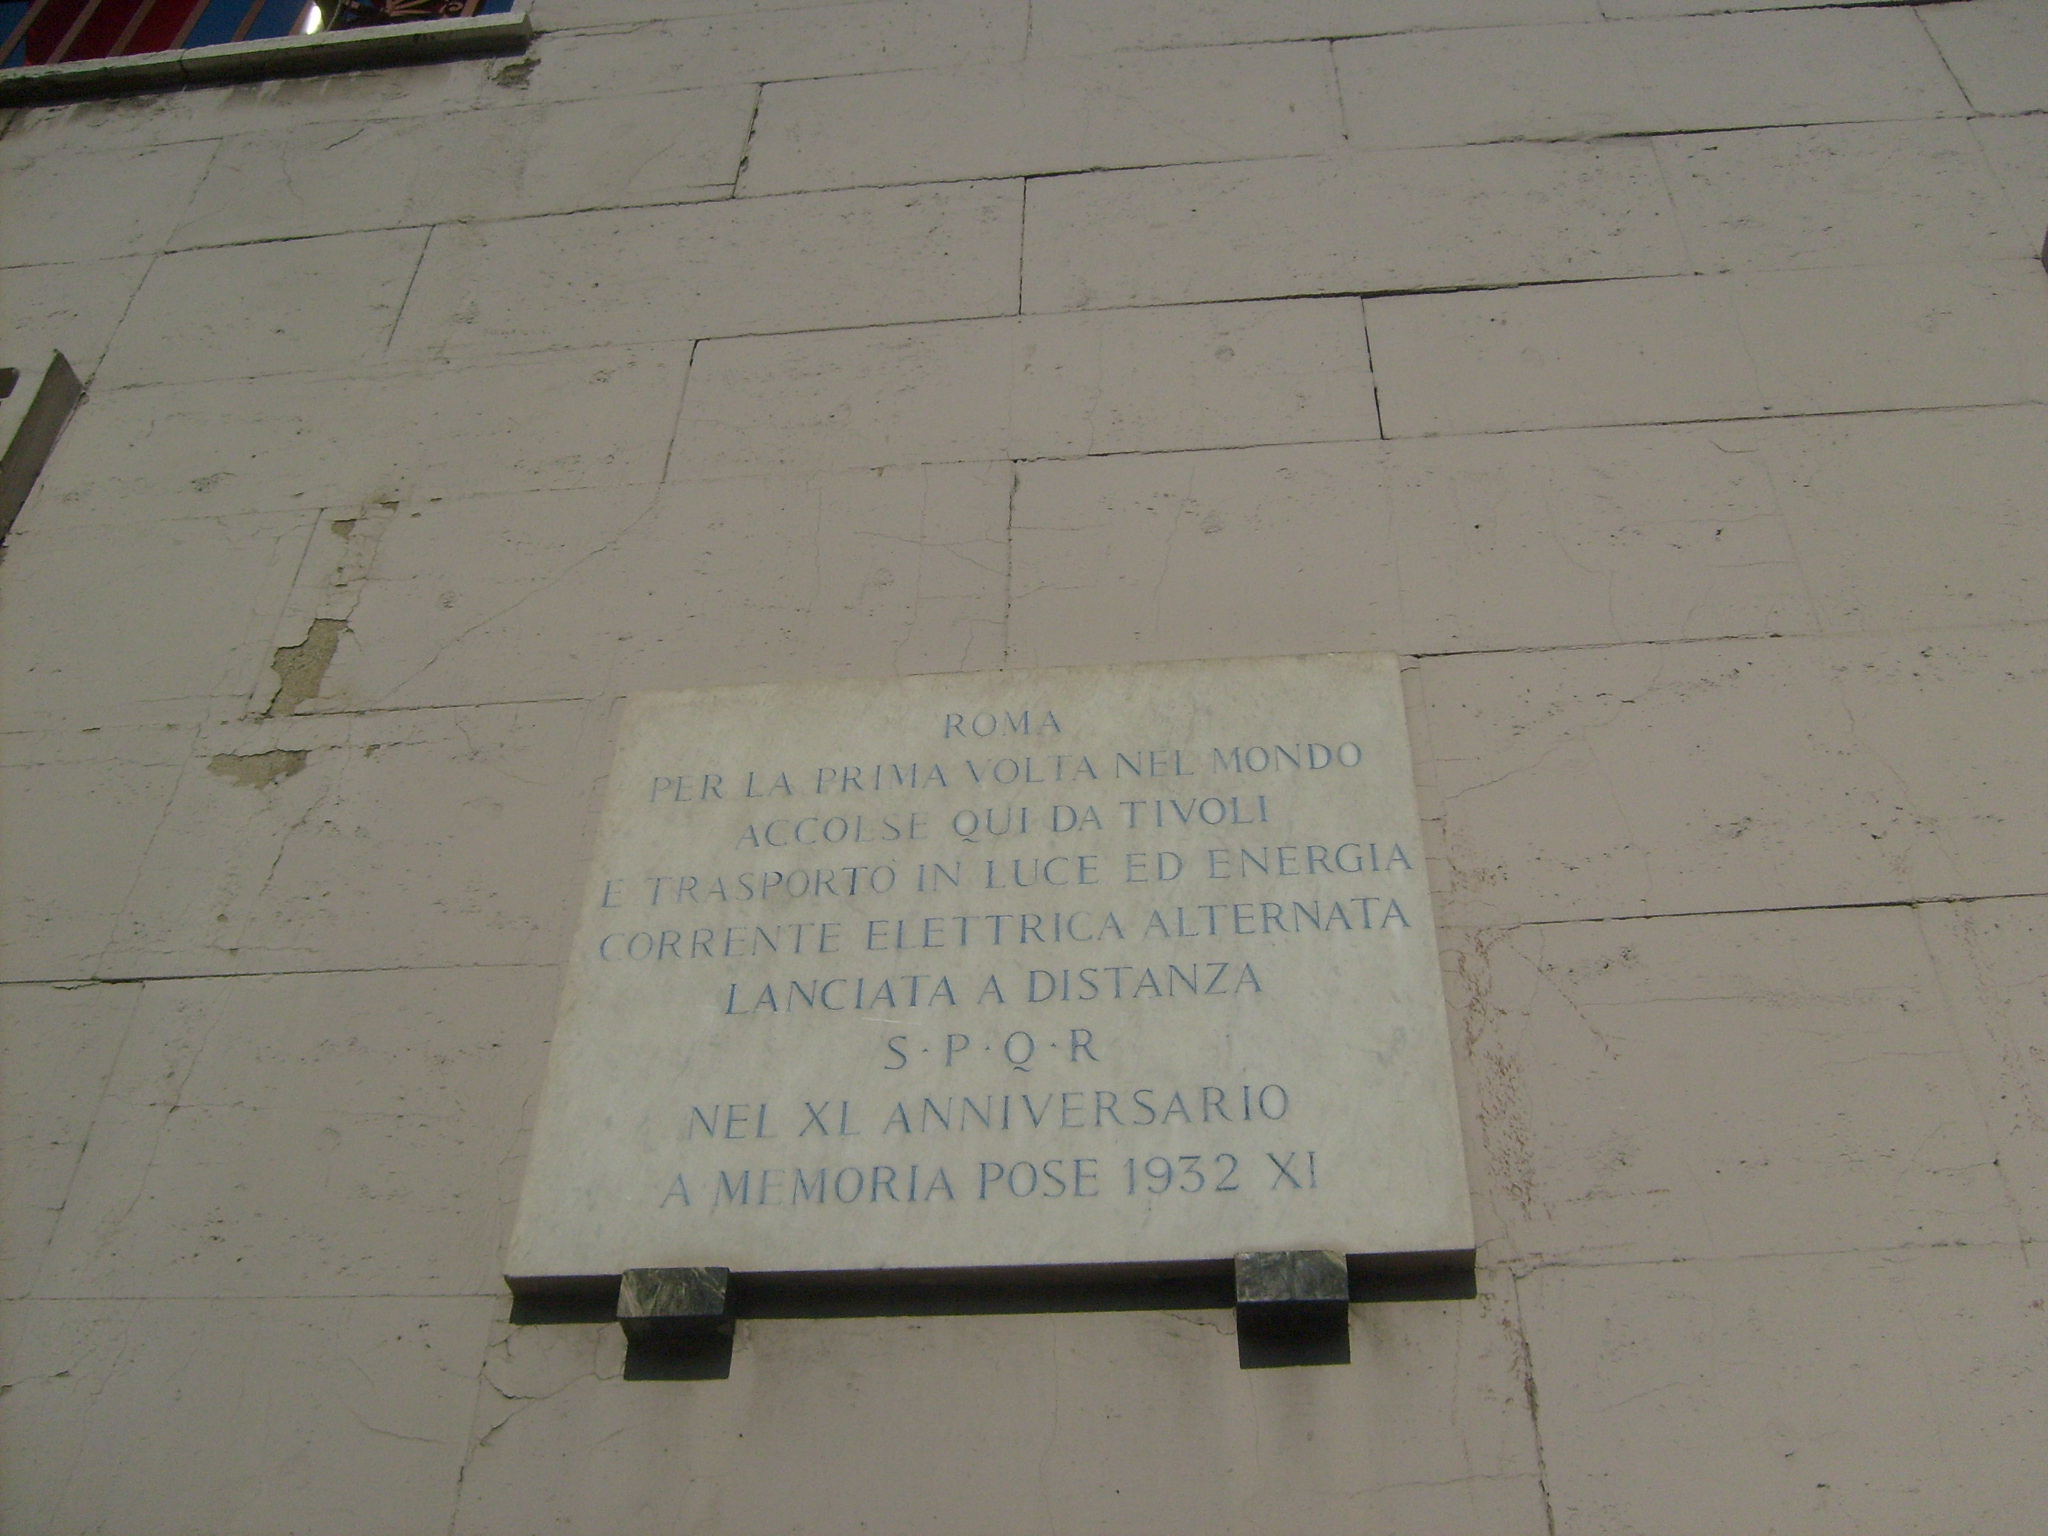 ROMA
PER LA PRIMA VOLTA NEL MONDO
ACCOLSE QUI DA TIVOLI
E TRASPORTÒ IN LUCE ED ENERGIA
CORRENTE ELETTRICA ALTERNATA
LANCIATA A DISTANZA
S·P·Q·R
NEL XL ANNIVERSARIO
A MEMORIA POSE 1932 XI